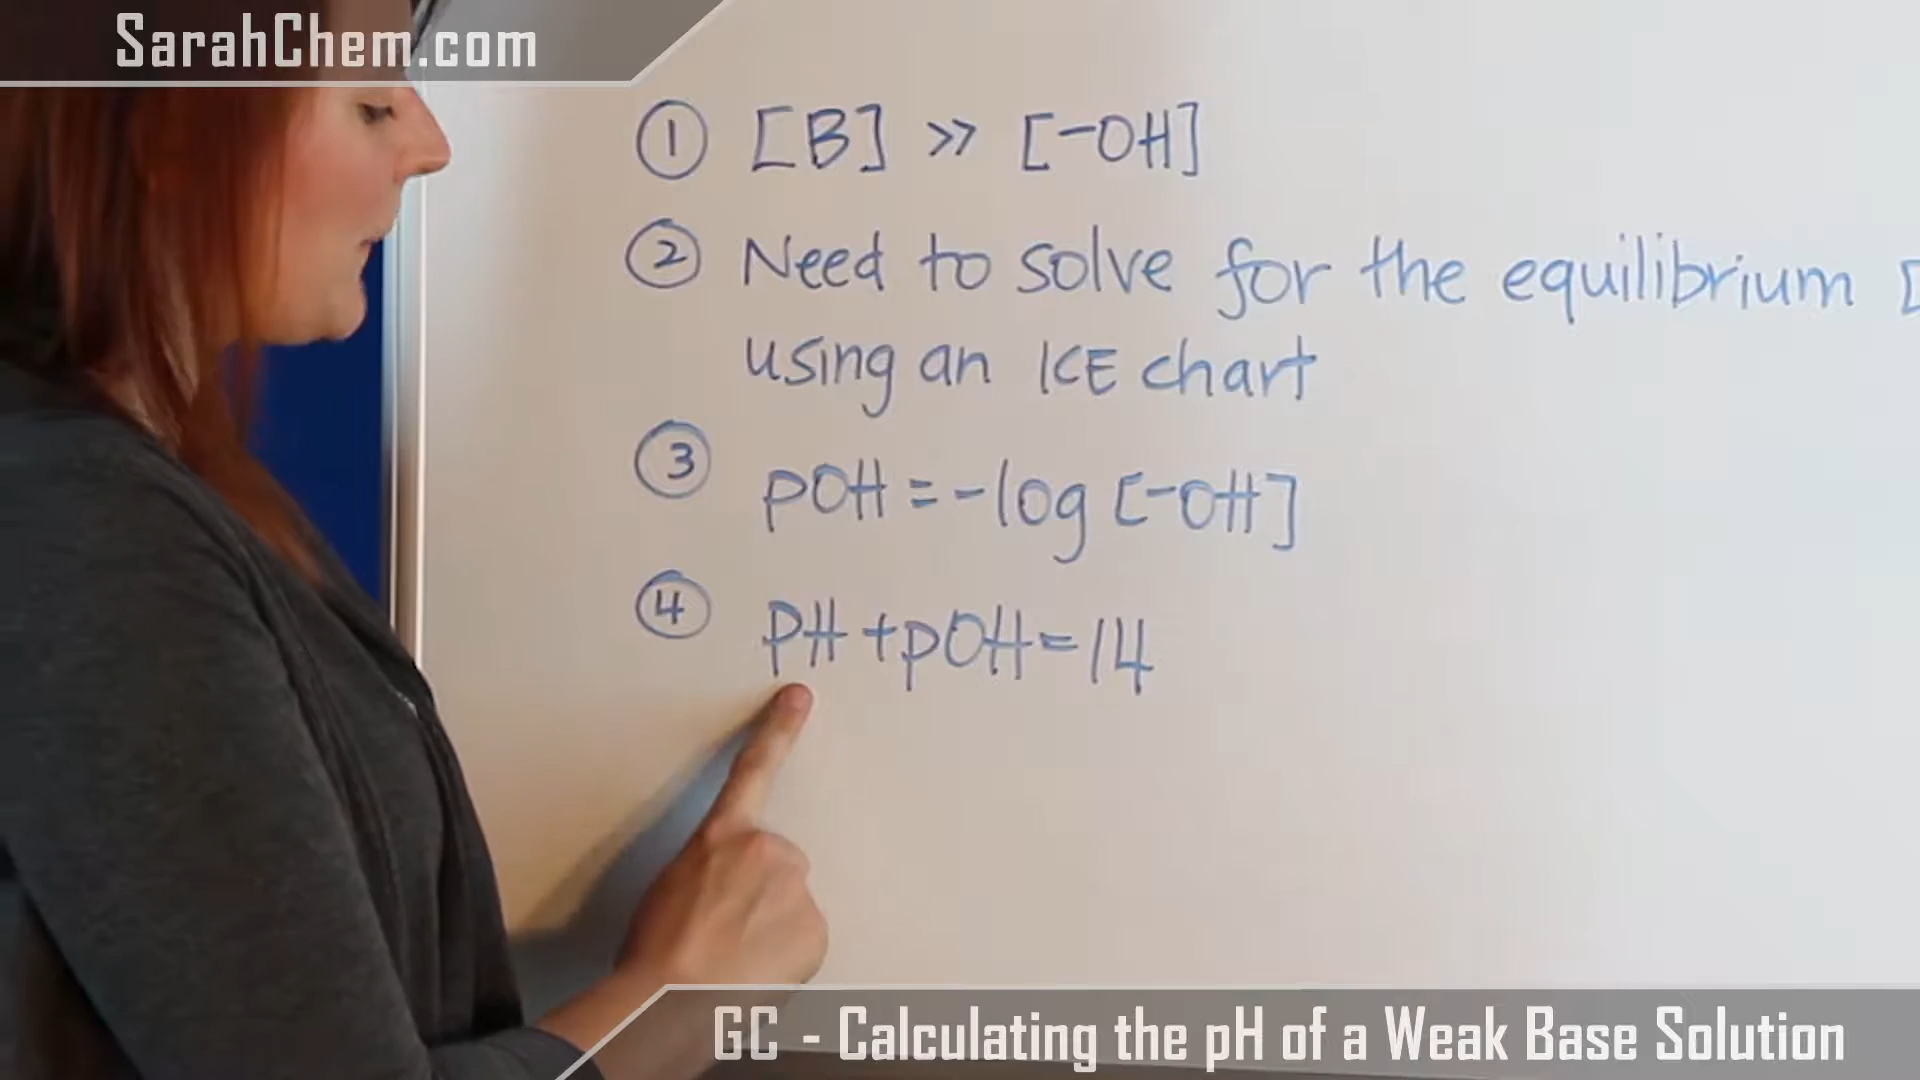 SarahChem.com
① [B] >> [-OH]
② Need to solve for the equilibrium [
using an ICE chart
③ pOH = -log [-OH]
④ pH + pOH = 14
GC - Calculating the pH of a Weak Base Solution